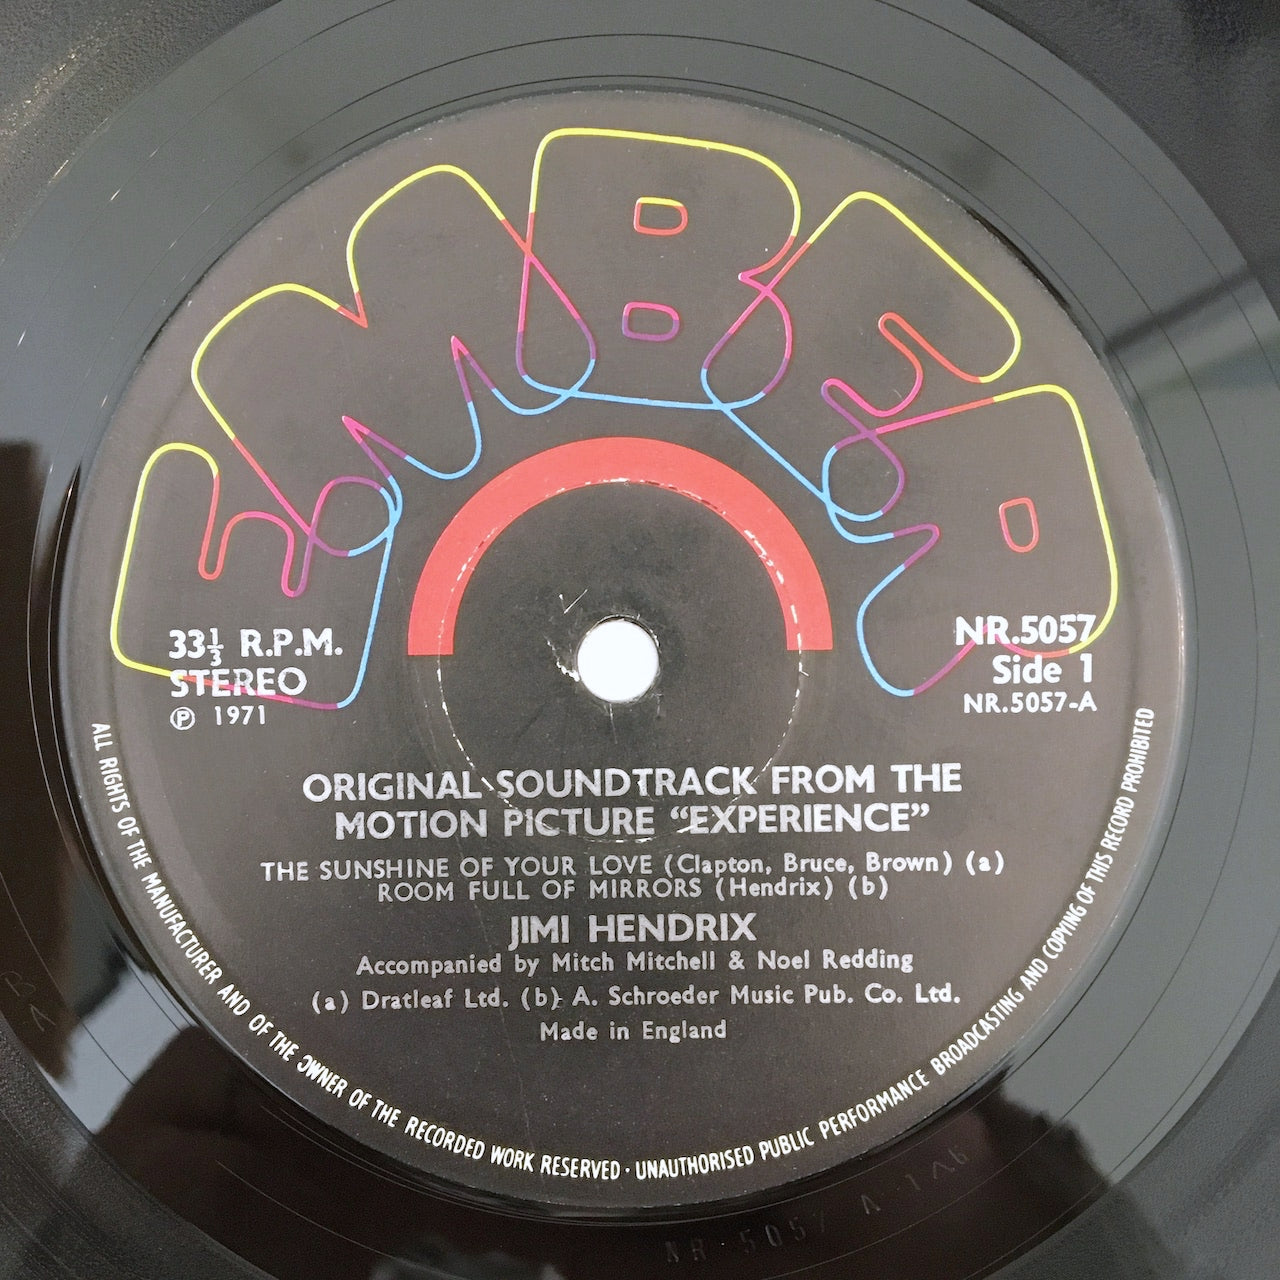 EMBER
33⅓ R.P.M.
STEREO
℗ 1971
NR.5057
Side 1
NR.5057-A
ORIGINAL SOUNDTRACK FROM THE
MOTION PICTURE “EXPERIENCE”
THE SUNSHINE OF YOUR LOVE (Clapton, Bruce, Brown) (a)
ROOM FULL OF MIRRORS (Hendrix) (b)
JIMI HENDRIX
Accompanied by Mitch Mitchell & Noel Redding
(a) Dratleaf Ltd. (b) A. Schroeder Music Pub. Co. Ltd.
Made in England
ALL RIGHTS OF THE MANUFACTURER AND OF THE OWNER OF THE RECORDED WORK RESERVED · UNAUTHORISED PUBLIC PERFORMANCE BROADCASTING AND COPYING OF THIS RECORD PROHIBITED
NR 5057 A